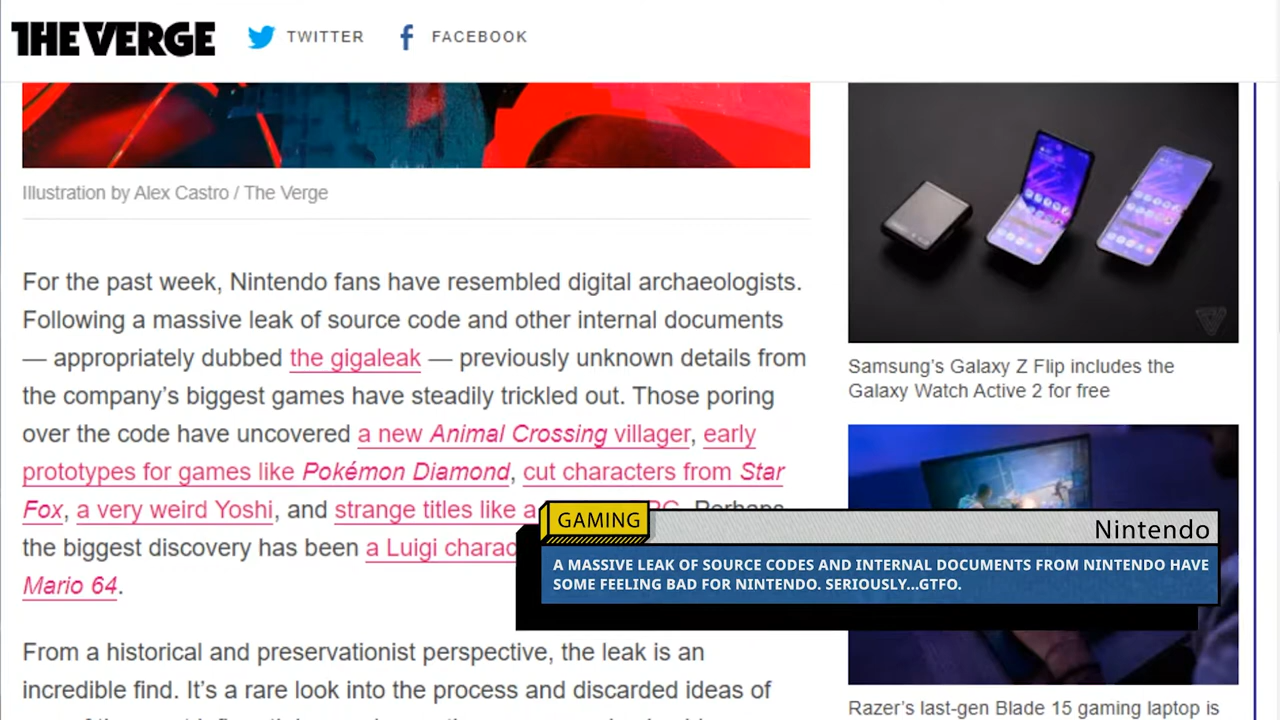 THE VERGE TWITTER FACEBOOK
Illustration by Alex Castro / The Verge
For the past week, Nintendo fans have resembled digital archaeologists.
Following a massive leak of source code and other internal documents
— appropriately dubbed the gigaleak — previously unknown details from
the company’s biggest games have steadily trickled out. Those poring
over the code have uncovered a new Animal Crossing villager, early
prototypes for games like Pokémon Diamond, cut characters from Star
Fox, a very weird Yoshi, and strange titles like a
the biggest discovery has been a Luigi
Mario 64.
From a historical and preservationist perspective, the leak is an
incredible find. It’s a rare look into the process and discarded ideas of
Samsung’s Galaxy Z Flip includes the
Galaxy Watch Active 2 for free
GAMING
Nintendo
A MASSIVE LEAK OF SOURCE CODES AND INTERNAL DOCUMENTS FROM NINTENDO HAVE
SOME FEELING BAD FOR NINTENDO. SERIOUSLY...GTFO.
Razer’s last-gen Blade 15 gaming laptop is